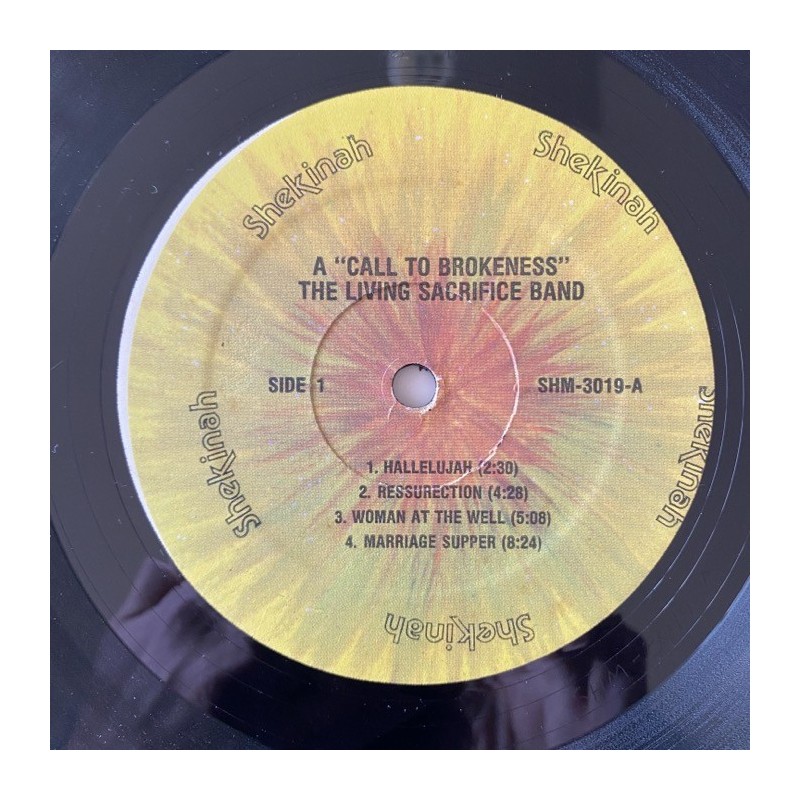 Shekinah
Shekinah
A "CALL TO BROKENESS"
THE LIVING SACRIFICE BAND
SIDE 1
SHM-3019-A
Shekinah
Shekinah
1. HALLELUJAH (2:30)
2. RESSURECTION (4:28)
3. WOMAN AT THE WELL (5:08)
4. MARRIAGE SUPPER (8:24)
Shekinah